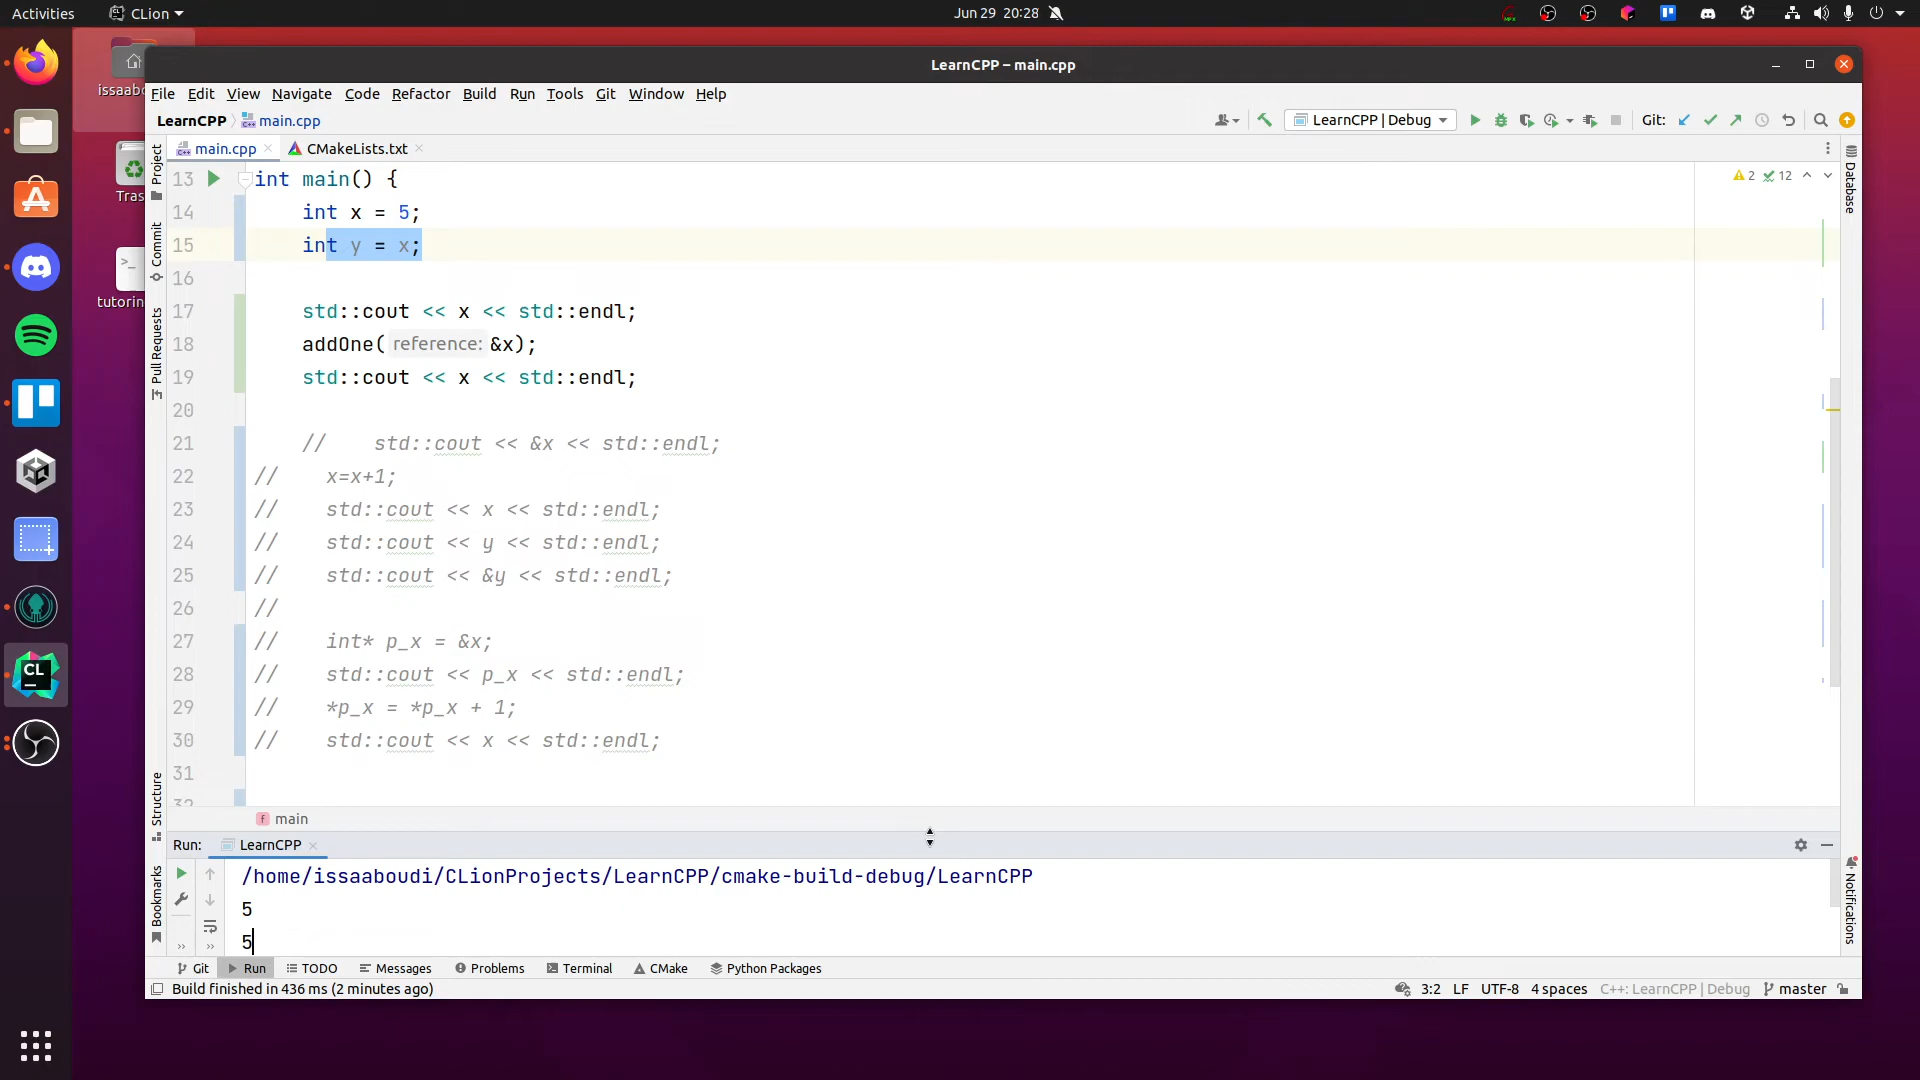 Activities CLion Jun 29 20:28
LearnCPP – main.cpp
File Edit View Navigate Code Refactor Build Run Tools Git Window Help
LearnCPP main.cpp LearnCPP | Debug Git:
main.cpp CMakeLists.txt
2 12
13 int main() {
14 int x = 5;
15 int y = x;
16
17 std::cout << x << std::endl;
18 addOne( reference: &x);
19 std::cout << x << std::endl;
20
21 // std::cout << &x << std::endl;
22 // x=x+1;
23 // std::cout << x << std::endl;
24 // std::cout << y << std::endl;
25 // std::cout << &y << std::endl;
26 //
27 // int* p_x = &x;
28 // std::cout << p_x << std::endl;
29 // *p_x = *p_x + 1;
30 // std::cout << x << std::endl;
31
32
f main
Run: LearnCPP
/home/issaaboudi/CLionProjects/LearnCPP/cmake-build-debug/LearnCPP
5
5
Git Run TODO Messages Problems Terminal CMake Python Packages
Build finished in 436 ms (2 minutes ago) 3:2 LF UTF-8 4 spaces C++: LearnCPP | Debug master
Project
Commit
Pull Requests
Structure
Bookmarks
Database
Notifications
issaabou
Tras
tutorin
CL